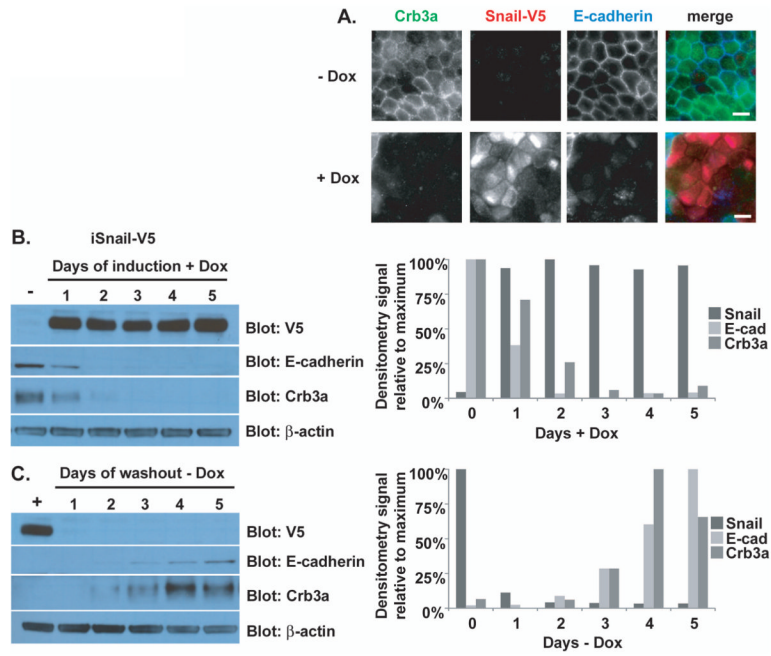 A.
Crb3a Snail-V5 E-cadherin merge
- Dox
+ Dox
B.
iSnail-V5
Days of induction + Dox
- 1 2 3 4 5
Blot: V5
Blot: E-cadherin
Blot: Crb3a
Blot: β-actin
Densitometry signal
relative to maximum
100%
75%
50%
25%
0%
0 1 2 3 4 5
Days + Dox
Snail
E-cad
Crb3a
C.
Days of washout - Dox
+ 1 2 3 4 5
Blot: V5
Blot: E-cadherin
Blot: Crb3a
Blot: β-actin
Densitometry signal
relative to maximum
100%
75%
50%
25%
0%
0 1 2 3 4 5
Days - Dox
Snail
E-cad
Crb3a